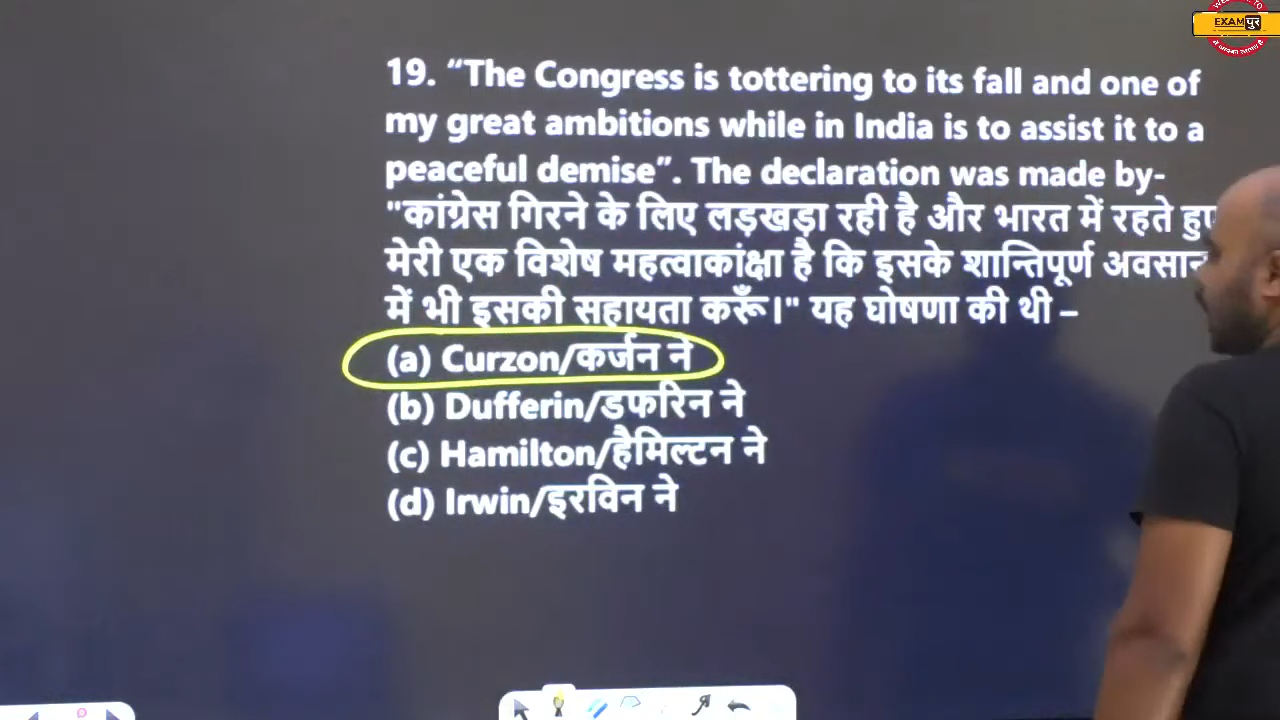 EXAMपुर
19. “The Congress is tottering to its fall and one of
my great ambitions while in India is to assist it to a
peaceful demise”. The declaration was made by-
"कांग्रेस गिरने के लिए लड़खड़ा रही है और भारत में रहते हुए
मेरी एक विशेष महत्वाकांक्षा है कि इसके शान्तिपूर्ण अवसान
में भी इसकी सहायता करूँ।" यह घोषणा की थी –
(a) Curzon/कर्जन ने
(b) Dufferin/डफरिन ने
(c) Hamilton/हैमिल्टन ने
(d) Irwin/इरविन ने